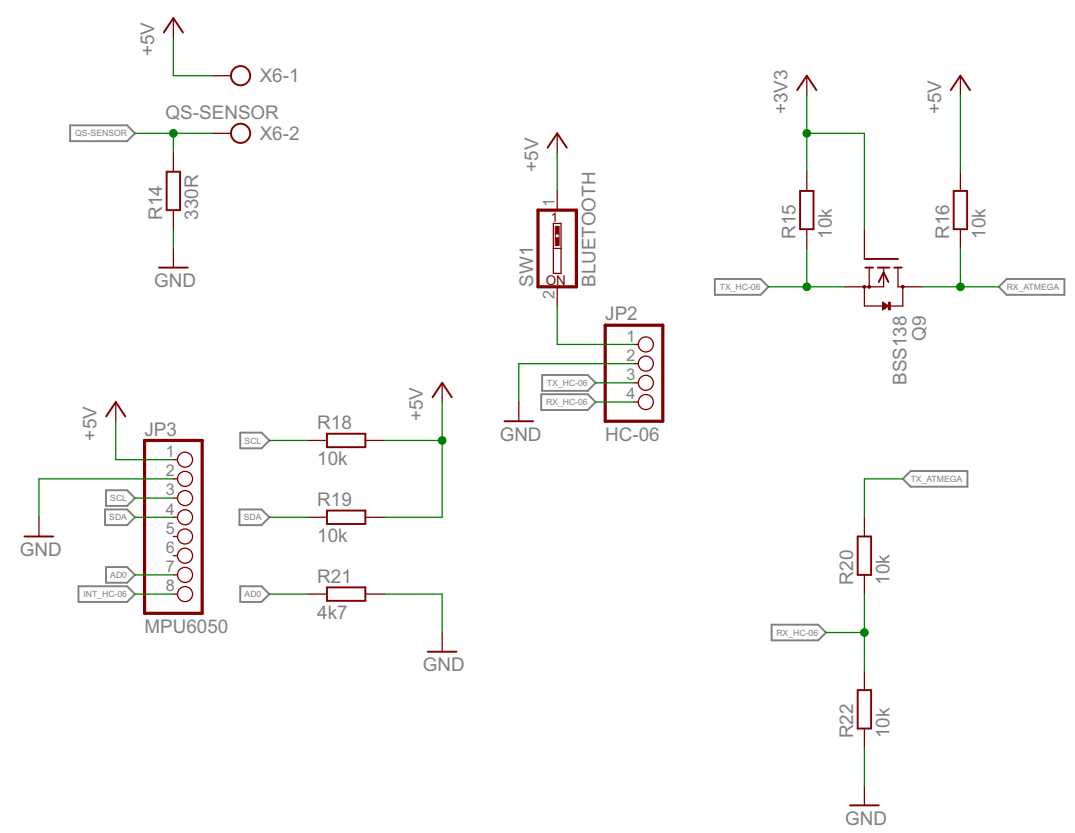 +5V
X6-1
QS-SENSOR
QS-SENSOR
X6-2
R14
330R
GND
+5V
1
1
SW1
ON
BLUETOOTH
2
JP2
1
2
3
4
TX_HC-06
RX_HC-06
GND
HC-06
+3V3
+5V
R15
10k
R16
10k
TX_HC-06
RX_ATMEGA
BSS138
Q9
+5V
JP3
1
2
3
4
5
6
7
8
SCL
SDA
AD0
INT_HC-06
GND
MPU6050
+5V
SCL
R18
10k
SDA
R19
10k
AD0
R21
4k7
GND
TX_ATMEGA
R20
10k
RX_HC-06
R22
10k
GND